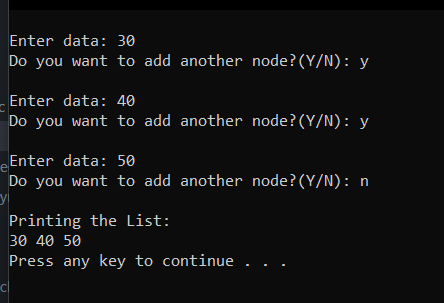 Enter data: 30
Do you want to add another node?(Y/N): y
Enter data: 40
Do you want to add another node?(Y/N): y
Enter data: 50
Do you want to add another node?(Y/N): n
Printing the List:
30 40 50
Press any key to continue . . .